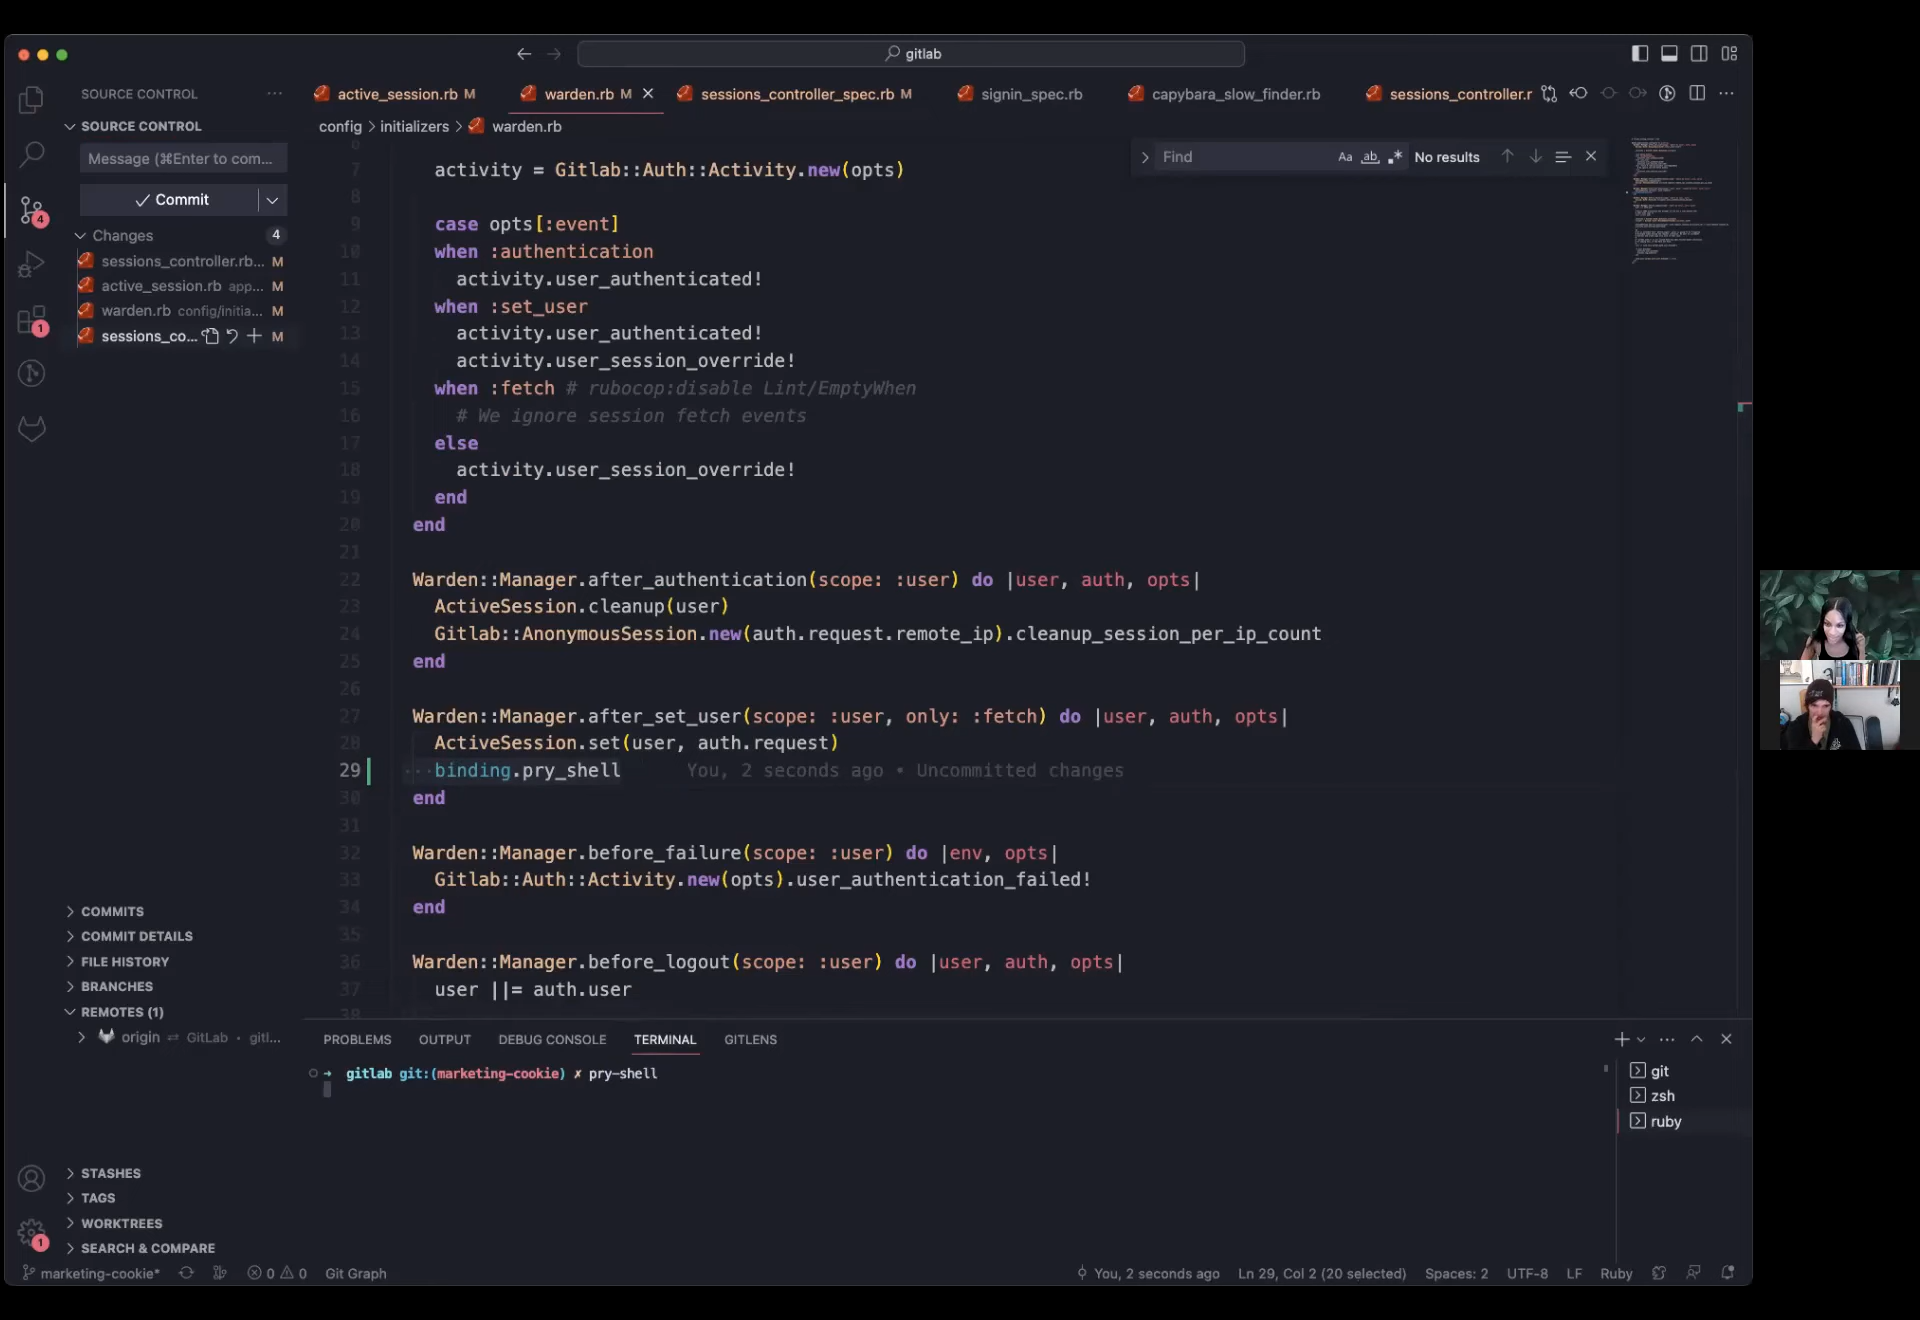 gitlab
SOURCE CONTROL
SOURCE CONTROL
Message (⌘Enter to com...
Commit
Changes 4
sessions_controller.rb... M
active_session.rb app... M
warden.rb config/initia... M
sessions_co... M
COMMITS
COMMIT DETAILS
FILE HISTORY
BRANCHES
REMOTES (1)
origin ⇄ GitLab • gitl...
STASHES
TAGS
WORKTREES
SEARCH & COMPARE
4
1
1
active_session.rb M
warden.rb M
sessions_controller_spec.rb M
signin_spec.rb
capybara_slow_finder.rb
sessions_controller.r
config > initializers > warden.rb
Find Aa ab No results
6
7 activity = Gitlab::Auth::Activity.new(opts)
8
9 case opts[:event]
10 when :authentication
11 activity.user_authenticated!
12 when :set_user
13 activity.user_authenticated!
14 activity.user_session_override!
15 when :fetch # rubocop:disable Lint/EmptyWhen
16 # We ignore session fetch events
17 else
18 activity.user_session_override!
19 end
20 end
21
22 Warden::Manager.after_authentication(scope: :user) do |user, auth, opts|
23 ActiveSession.cleanup(user)
24 Gitlab::AnonymousSession.new(auth.request.remote_ip).cleanup_session_per_ip_count
25 end
26
27 Warden::Manager.after_set_user(scope: :user, only: :fetch) do |user, auth, opts|
28 ActiveSession.set(user, auth.request)
29 binding.pry_shell You, 2 seconds ago • Uncommitted changes
30 end
31
32 Warden::Manager.before_failure(scope: :user) do |env, opts|
33 Gitlab::Auth::Activity.new(opts).user_authentication_failed!
34 end
35
36 Warden::Manager.before_logout(scope: :user) do |user, auth, opts|
37 user ||= auth.user
38
PROBLEMS OUTPUT DEBUG CONSOLE TERMINAL GITLENS
➜ gitlab git:(marketing-cookie) ✗ pry-shell
git
zsh
ruby
marketing-cookie* 0 0 Git Graph You, 2 seconds ago Ln 29, Col 2 (20 selected) Spaces: 2 UTF-8 LF Ruby